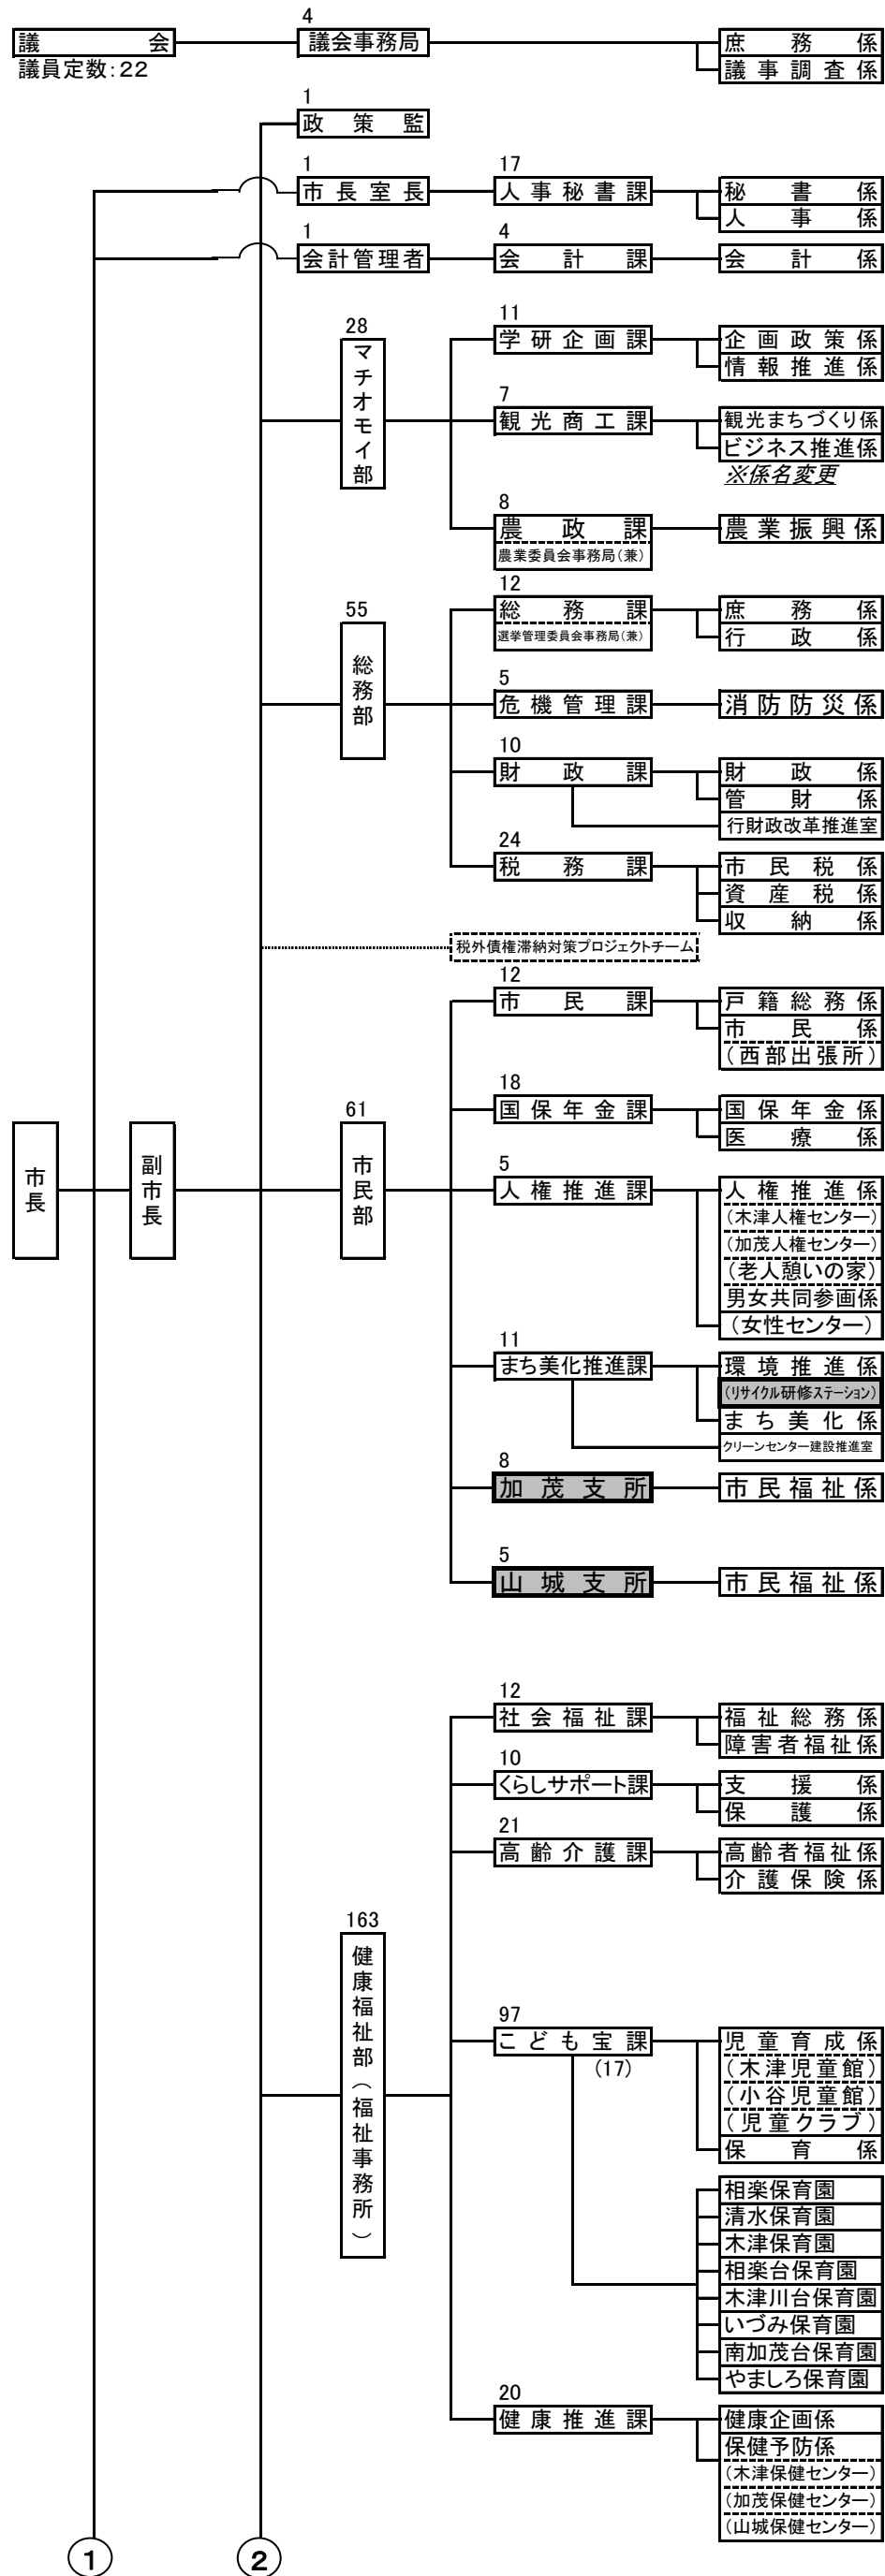 4
議会 議会事務局 庶務係
議員定数:22 議事調査係
1
政策監
1 17
市長室長 人事秘書課 秘書係
人事係
1 4
会計管理者 会計課 会計係
11
28 学研企画課 企画政策係
マチオモイ部 情報推進係
7
観光商工課 観光まちづくり係
ビジネス推進係
※係名変更
8
農政課 農業振興係
農業委員会事務局(兼)
12
55 総務課 庶務係
総務部 選挙管理委員会事務局(兼) 行政係
5
危機管理課 消防防災係
10
財政課 財政係
管財係
行財政改革推進室
24
税務課 市民税係
資産税係
収納係
税外債権滞納対策プロジェクトチーム
12
市民課 戸籍総務係
市民係
(西部出張所)
18
61 国保年金課 国保年金係
医療係
5
市長 副市長 市民部 人権推進課 人権推進係
(木津人権センター)
(加茂人権センター)
(老人憩いの家)
男女共同参画係
(女性センター)
11
まち美化推進課 環境推進係
(リサイクル研修ステーション)
まち美化係
クリーンセンター建設推進室
8
加茂支所 市民福祉係
5
山城支所 市民福祉係
12
社会福祉課 福祉総務係
障害者福祉係
10
くらしサポート課 支援係
保護係
21
高齢介護課 高齢者福祉係
介護保険係
163
健康福祉部(福祉事務所)
97
こども宝課 児童育成係
(17) (木津児童館)
(小谷児童館)
(児童クラブ)
保育係
相楽保育園
清水保育園
木津保育園
相楽台保育園
木津川台保育園
いづみ保育園
南加茂台保育園
やましろ保育園
20
健康推進課 健康企画係
保健予防係
(木津保健センター)
(加茂保健センター)
(山城保健センター)
1 2